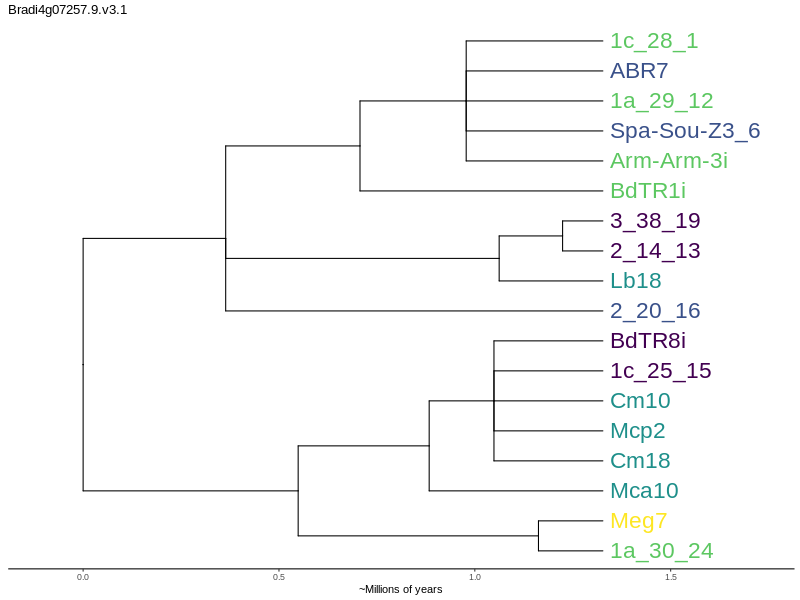 Bradi4g07257.9.v3.1
1c_28_1
ABR7
1a_29_12
Spa-Sou-Z3_6
Arm-Arm-3i
BdTR1i
3_38_19
2_14_13
Lb18
2_20_16
BdTR8i
1c_25_15
Cm10
Mcp2
Cm18
Mca10
Meg7
1a_30_24
0.0 0.5 1.0 1.5
~Millions of years